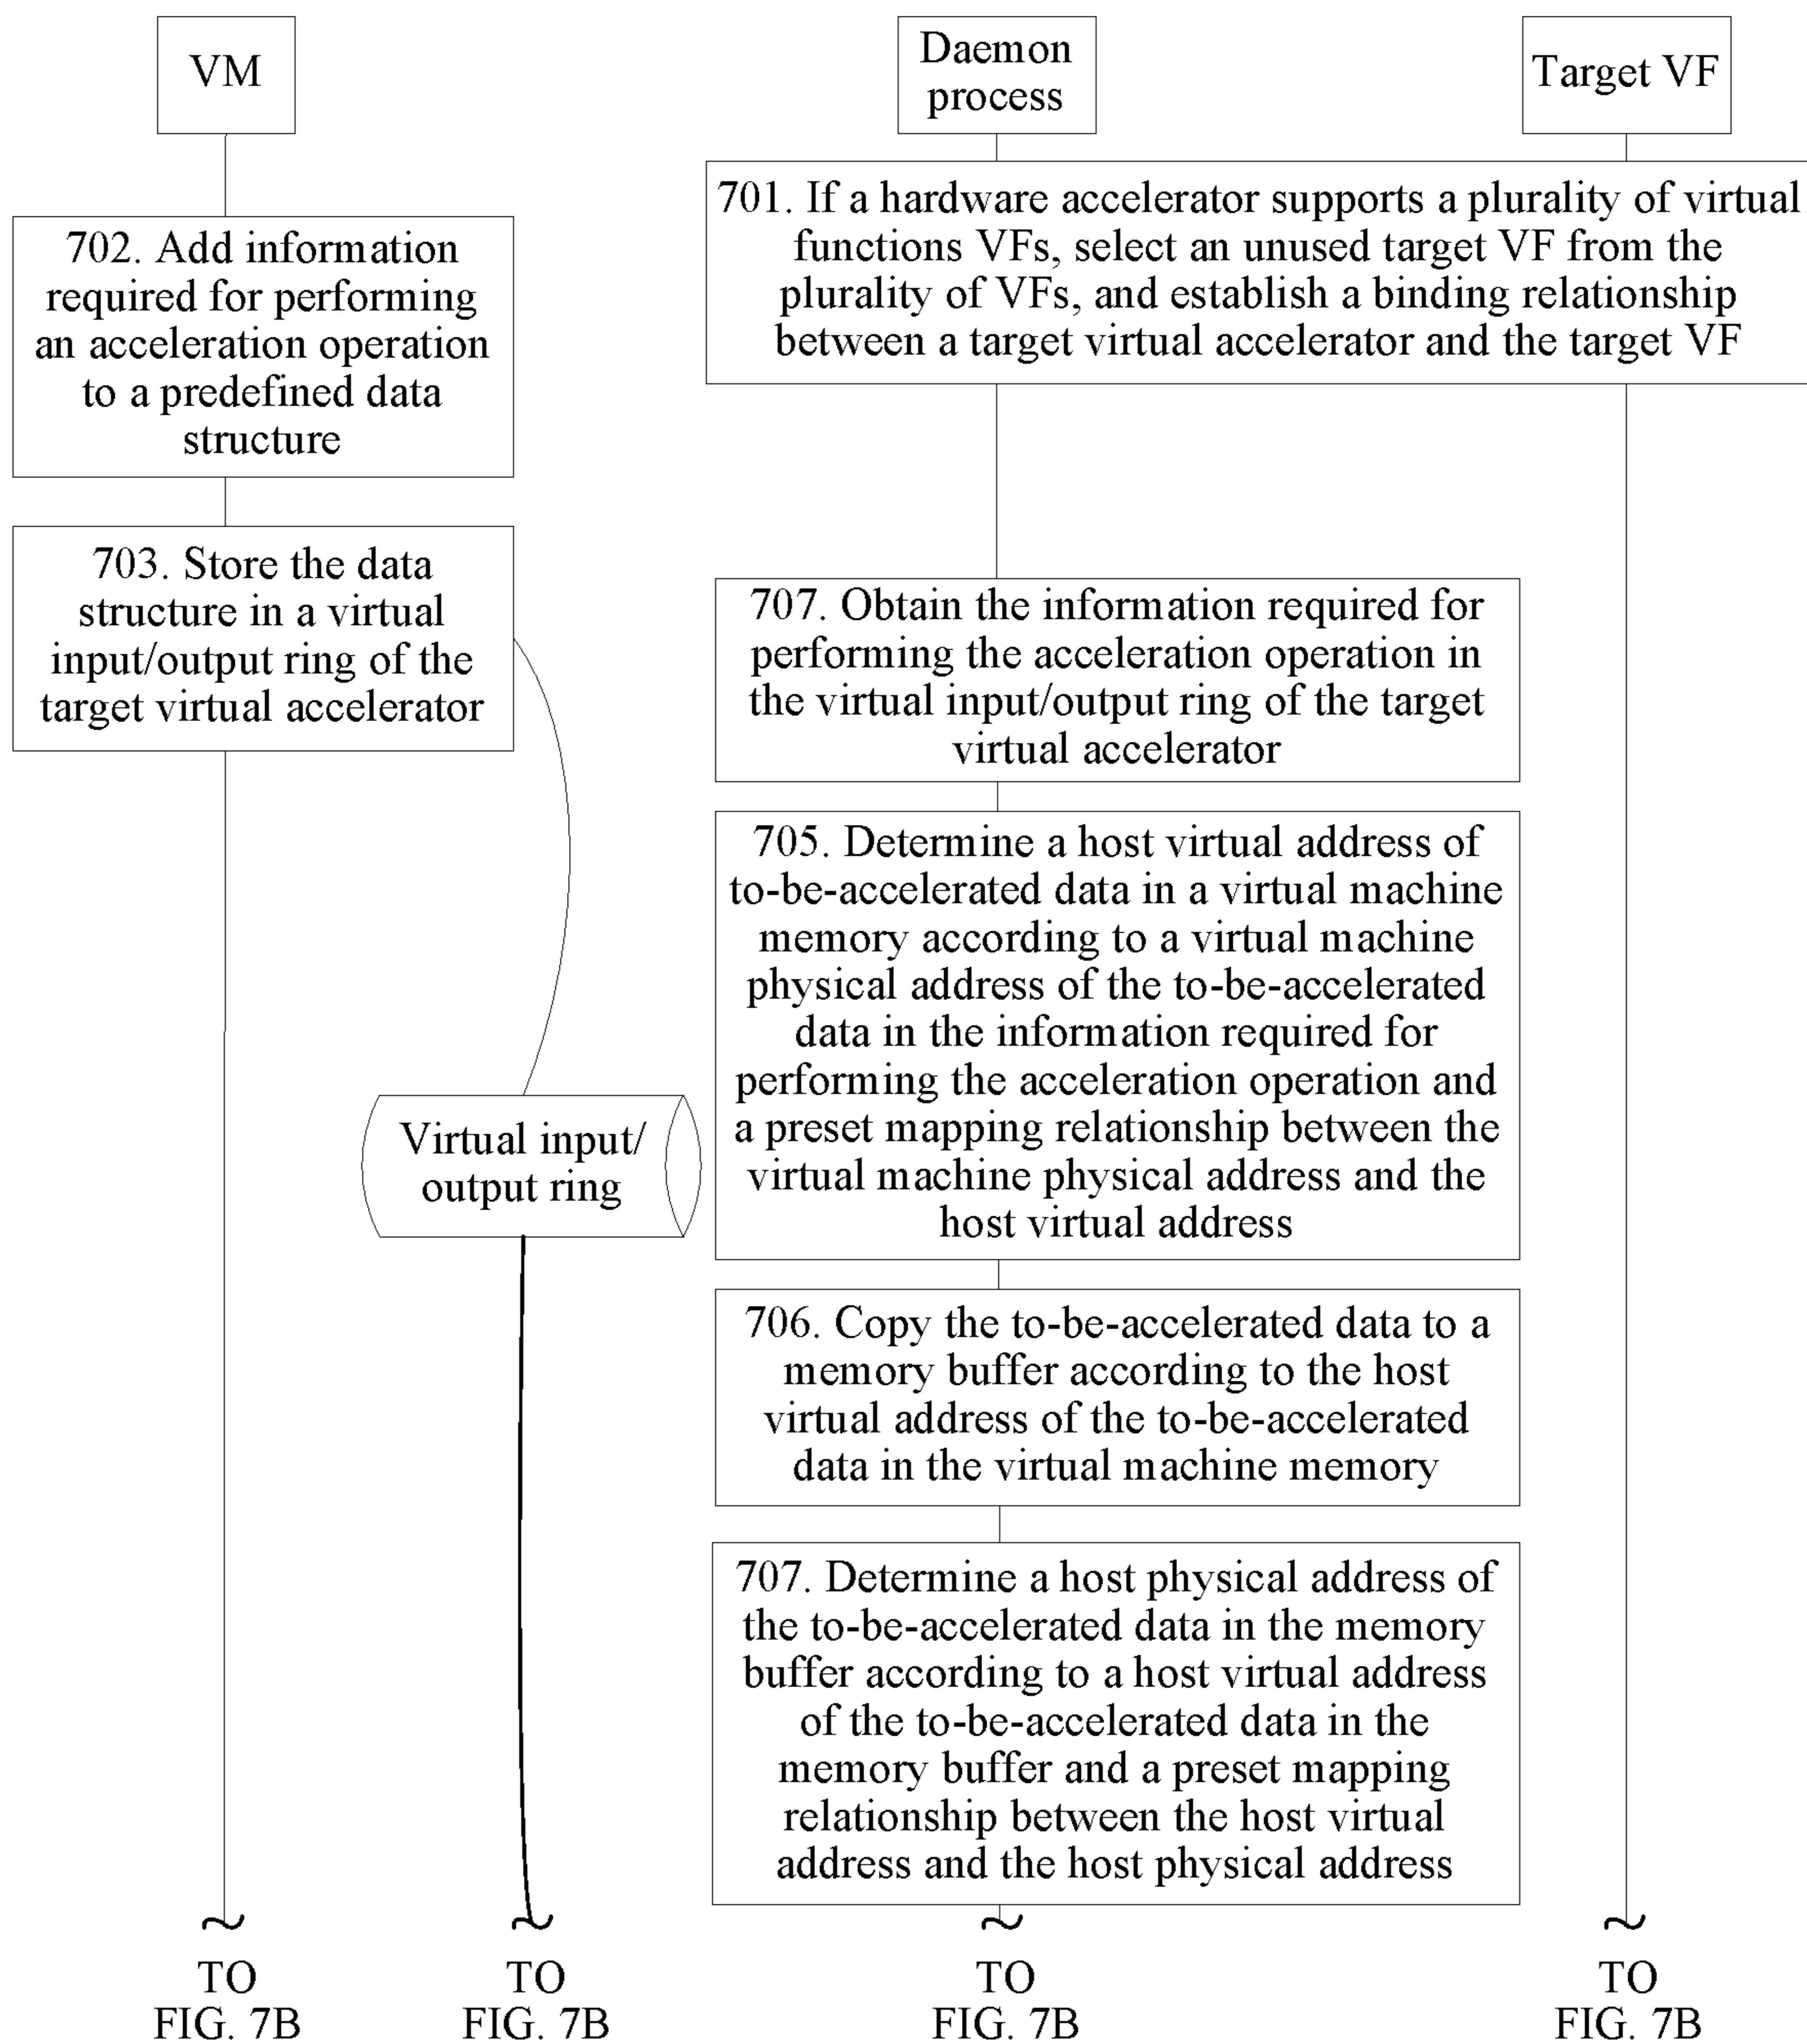 VM
Daemon
process
Target VF
701. If a hardware accelerator supports a plurality of virtual
functions VFs, select an unused target VF from the
plurality of VFs, and establish a binding relationship
between a target virtual accelerator and the target VF
702. Add information
required for performing
an acceleration operation
to a predefined data
structure
703. Store the data
structure in a virtual
input/output ring of the
target virtual accelerator
707. Obtain the information required for
performing the acceleration operation in
the virtual input/output ring of the target
virtual accelerator
705. Determine a host virtual address of
to-be-accelerated data in a virtual machine
memory according to a virtual machine
physical address of the to-be-accelerated
data in the information required for
performing the acceleration operation and
a preset mapping relationship between the
virtual machine physical address and the
host virtual address
Virtual input/
output ring
706. Copy the to-be-accelerated data to a
memory buffer according to the host
virtual address of the to-be-accelerated
data in the virtual machine memory
707. Determine a host physical address of
the to-be-accelerated data in the memory
buffer according to a host virtual address
of the to-be-accelerated data in the
memory buffer and a preset mapping
relationship between the host virtual
address and the host physical address
TO
FIG. 7B
TO
FIG. 7B
TO
FIG. 7B
TO
FIG. 7B